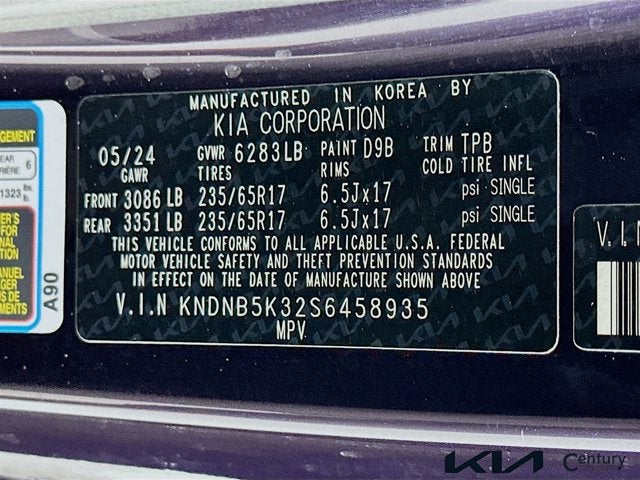 MANUFACTURED IN KOREA BY
KIA CORPORATION
05/24 GVWR 6283LB PAINT D9B TRIM TPB
GAWR TIRES RIMS COLD TIRE INFL
FRONT 3086 LB 235/65R17 6.5Jx17 psi SINGLE
REAR 3351 LB 235/65R17 6.5Jx17 psi SINGLE
THIS VEHICLE CONFORMS TO ALL APPLICABLE U.S.A. FEDERAL
MOTOR VEHICLE SAFETY AND THEFT PREVENTION STANDARDS
IN EFFECT ON THE DATE OF MANUFACTURE SHOWN ABOVE
V.I.N KNDNB5K32S6458935
MPV
A90
6
1323 lbs.
V.I.N
KIA Century